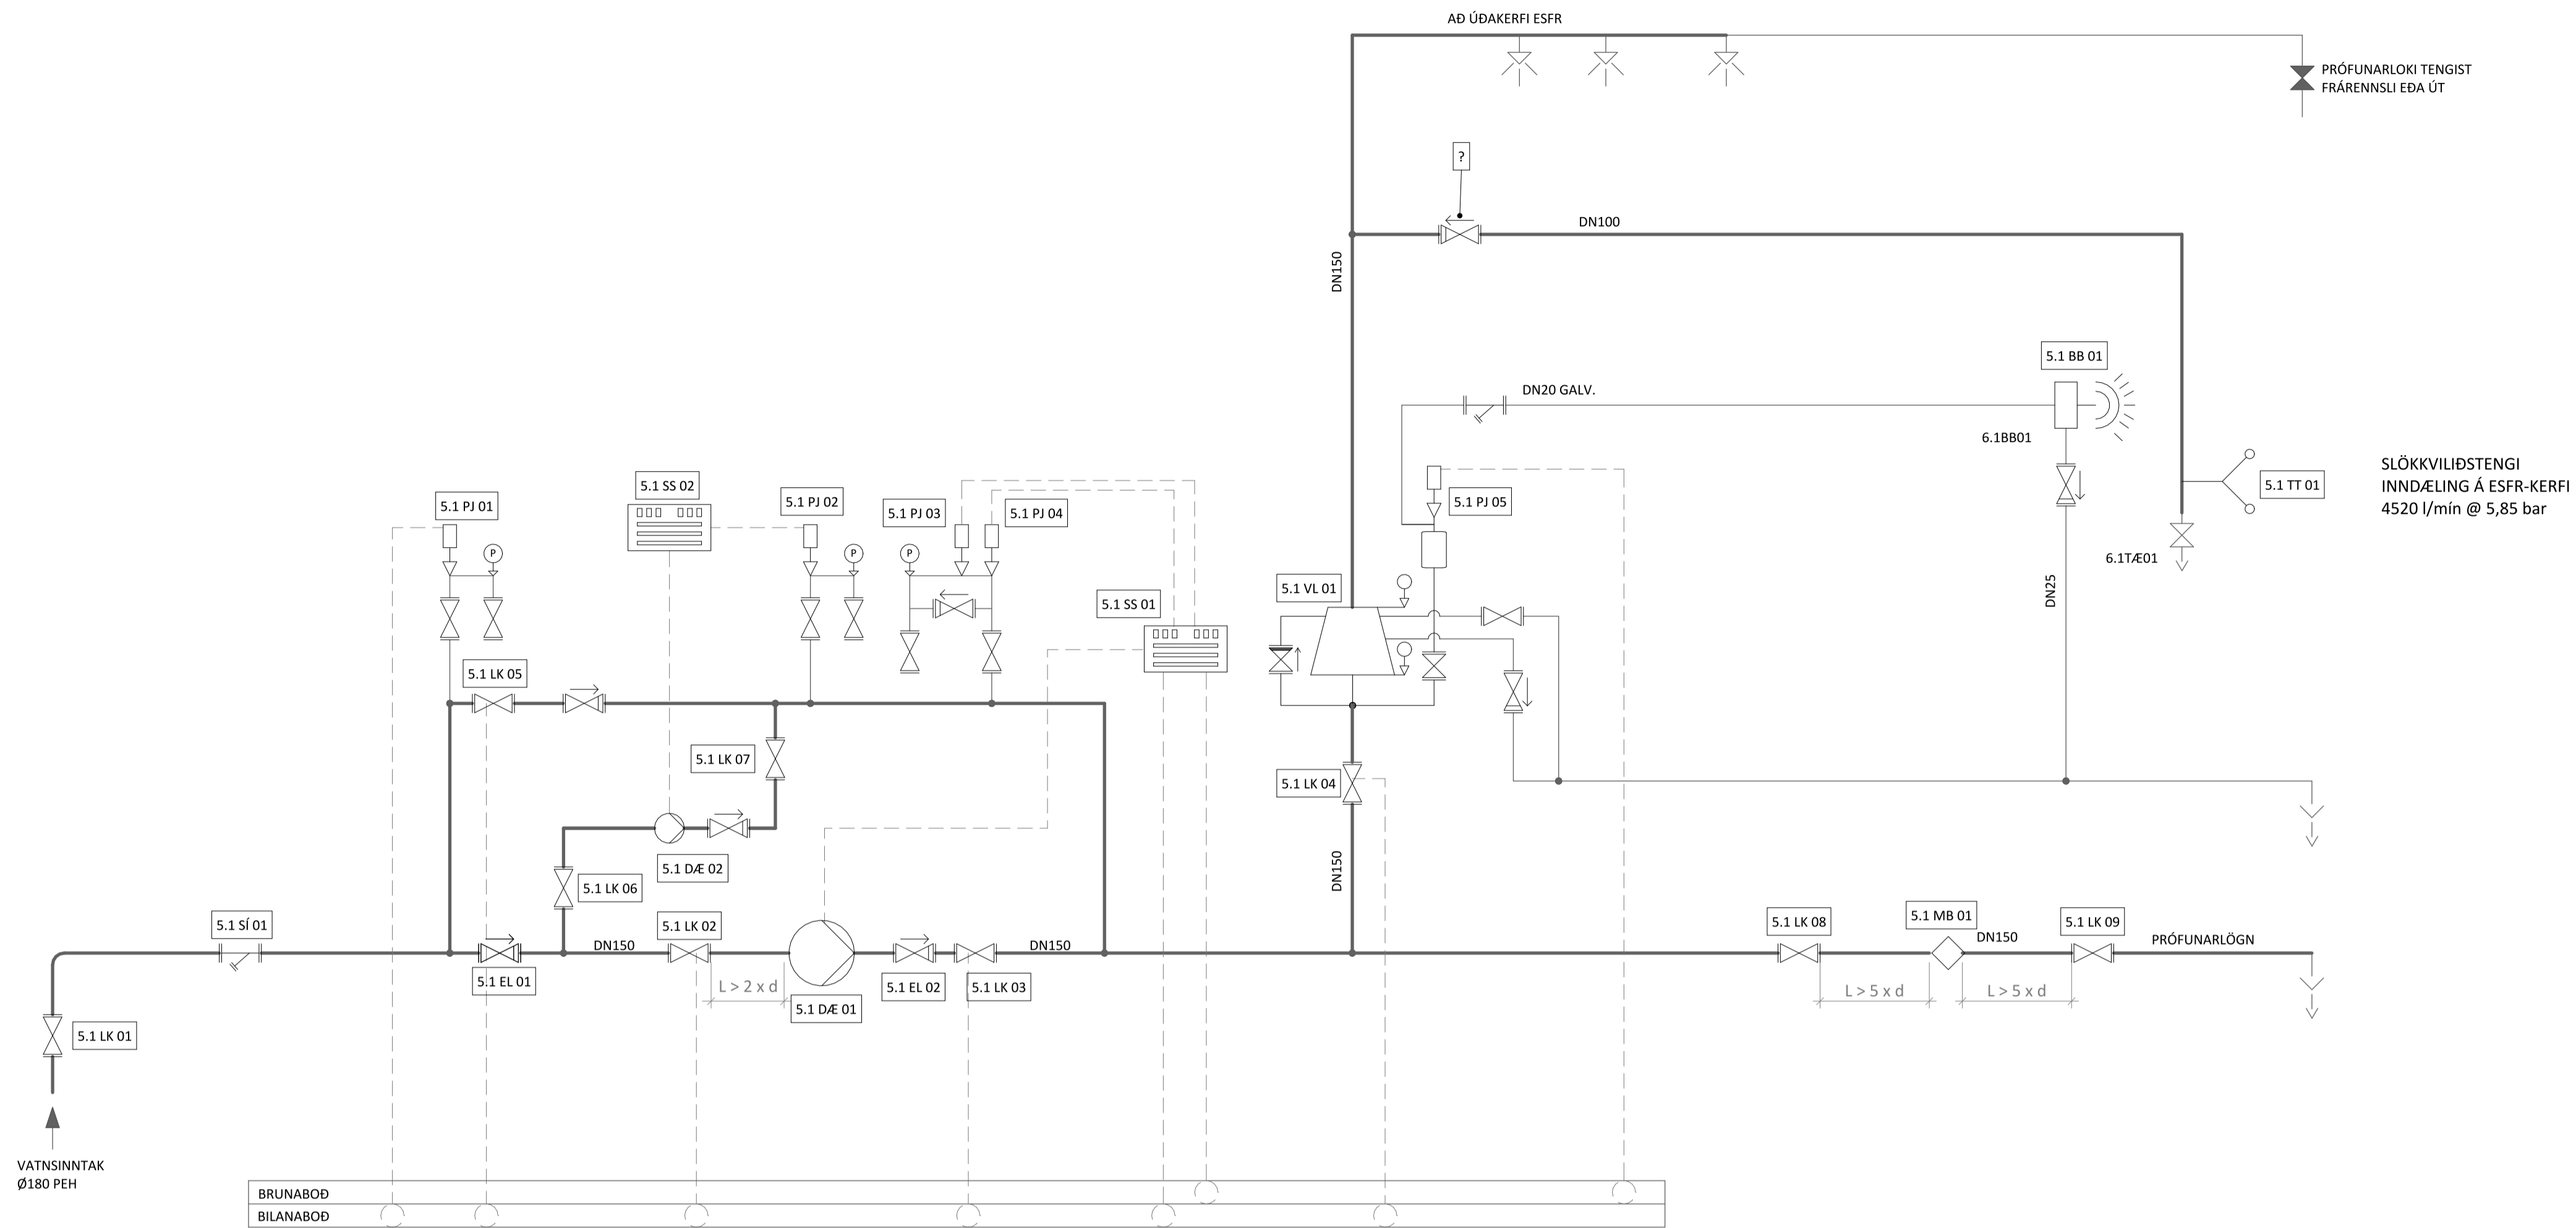 AÐ ÚÐAKERFI ESFR
PRÓFUNARLOKI TENGIST
FRÁRENNSLI EÐA ÚT
?
DN100
DN150
5.1 BB 01
DN20 GALV.
6.1BB01
SLÖKKVILIÐSTENGI
INNDÆLING Á ESFR-KERFI
4520 l/mín @ 5,85 bar
5.1 TT 01
6.1TÆ01
DN25
5.1 PJ 01
P
5.1 SS 02
5.1 PJ 02
P
5.1 PJ 03
P
5.1 PJ 04
5.1 PJ 05
5.1 SS 01
5.1 VL 01
5.1 LK 05
5.1 LK 07
5.1 LK 04
5.1 DÆ 02
5.1 LK 06
DN150
5.1 SÍ 01
5.1 LK 02
5.1 LK 08
5.1 MB 01
5.1 LK 09
DN150
DN150
DN150
PRÓFUNARLÖGN
5.1 EL 01
L > 2 x d
5.1 DÆ 01
5.1 EL 02
5.1 LK 03
L > 5 x d
L > 5 x d
5.1 LK 01
VATNSINNTAK
Ø180 PEH
BRUNABOÐ
BILANABOÐ